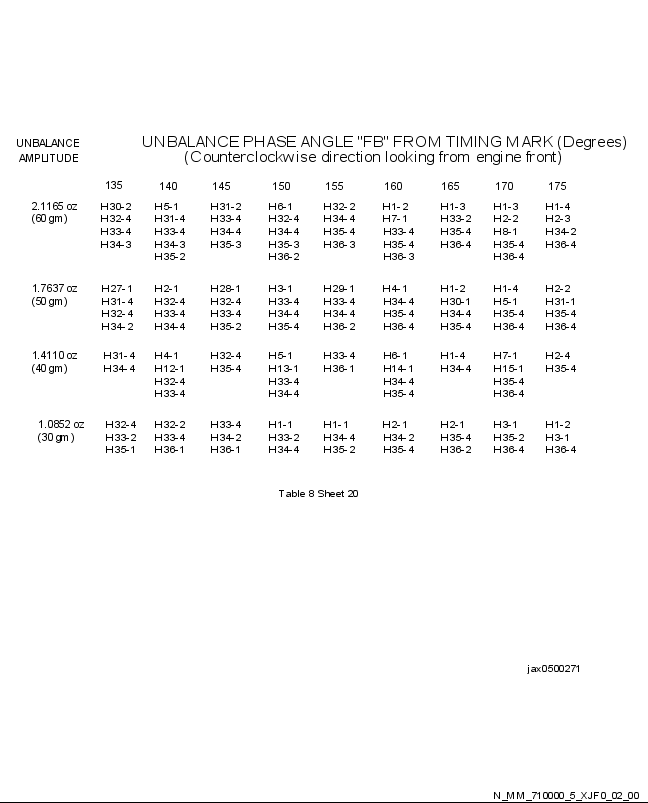 UNBALANCE PHASE ANGLE "FB" FROM TIMING MARK (Degrees)
(Counterclockwise direction looking from engine front)
UNBALANCE
AMPLITUDE
135 140 145 150 155 160 165 170 175
2.1165 oz H30-2 H5-1 H31-2 H6-1 H32-2 H1-2 H1-3 H1-3 H1-4
(60 gm) H32-4 H31-4 H33-4 H32-4 H34-4 H7-1 H33-2 H2-2 H2-3
H33-4 H33-4 H34-4 H34-4 H35-4 H33-4 H35-4 H8-1 H34-2
H34-3 H34-3 H35-3 H35-3 H36-3 H35-4 H36-4 H35-4 H36-4
H35-2 H36-2 H36-3 H36-4
1.7637 oz H27-1 H2-1 H28-1 H3-1 H29-1 H4-1 H1-2 H1-4 H2-2
(50 gm) H31-4 H32-4 H32-4 H33-4 H33-4 H34-4 H30-1 H5-1 H31-1
H32-4 H33-4 H33-4 H34-4 H34-4 H35-4 H34-4 H35-4 H35-4
H34-2 H34-4 H35-2 H35-4 H36-2 H36-4 H35-4 H36-4 H36-4
1.4110 oz H31-4 H4-1 H32-4 H5-1 H33-4 H6-1 H1-4 H7-1 H2-4
(40 gm) H34-4 H12-1 H35-4 H13-1 H36-1 H14-1 H34-4 H15-1 H35-4
H32-4 H33-4 H34-4 H35-4
H33-4 H34-4 H35-4 H36-4
1.0852 oz H32-4 H32-2 H33-4 H1-1 H1-1 H2-1 H2-1 H3-1 H1-2
(30 gm) H33-2 H33-4 H34-2 H33-2 H34-4 H34-2 H35-4 H35-2 H3-1
H35-1 H36-1 H36-1 H34-4 H35-2 H35-4 H36-2 H36-4 H36-4
Table 8 Sheet 20
jax0500271
N_MM_710000_5_XJF0_02_00